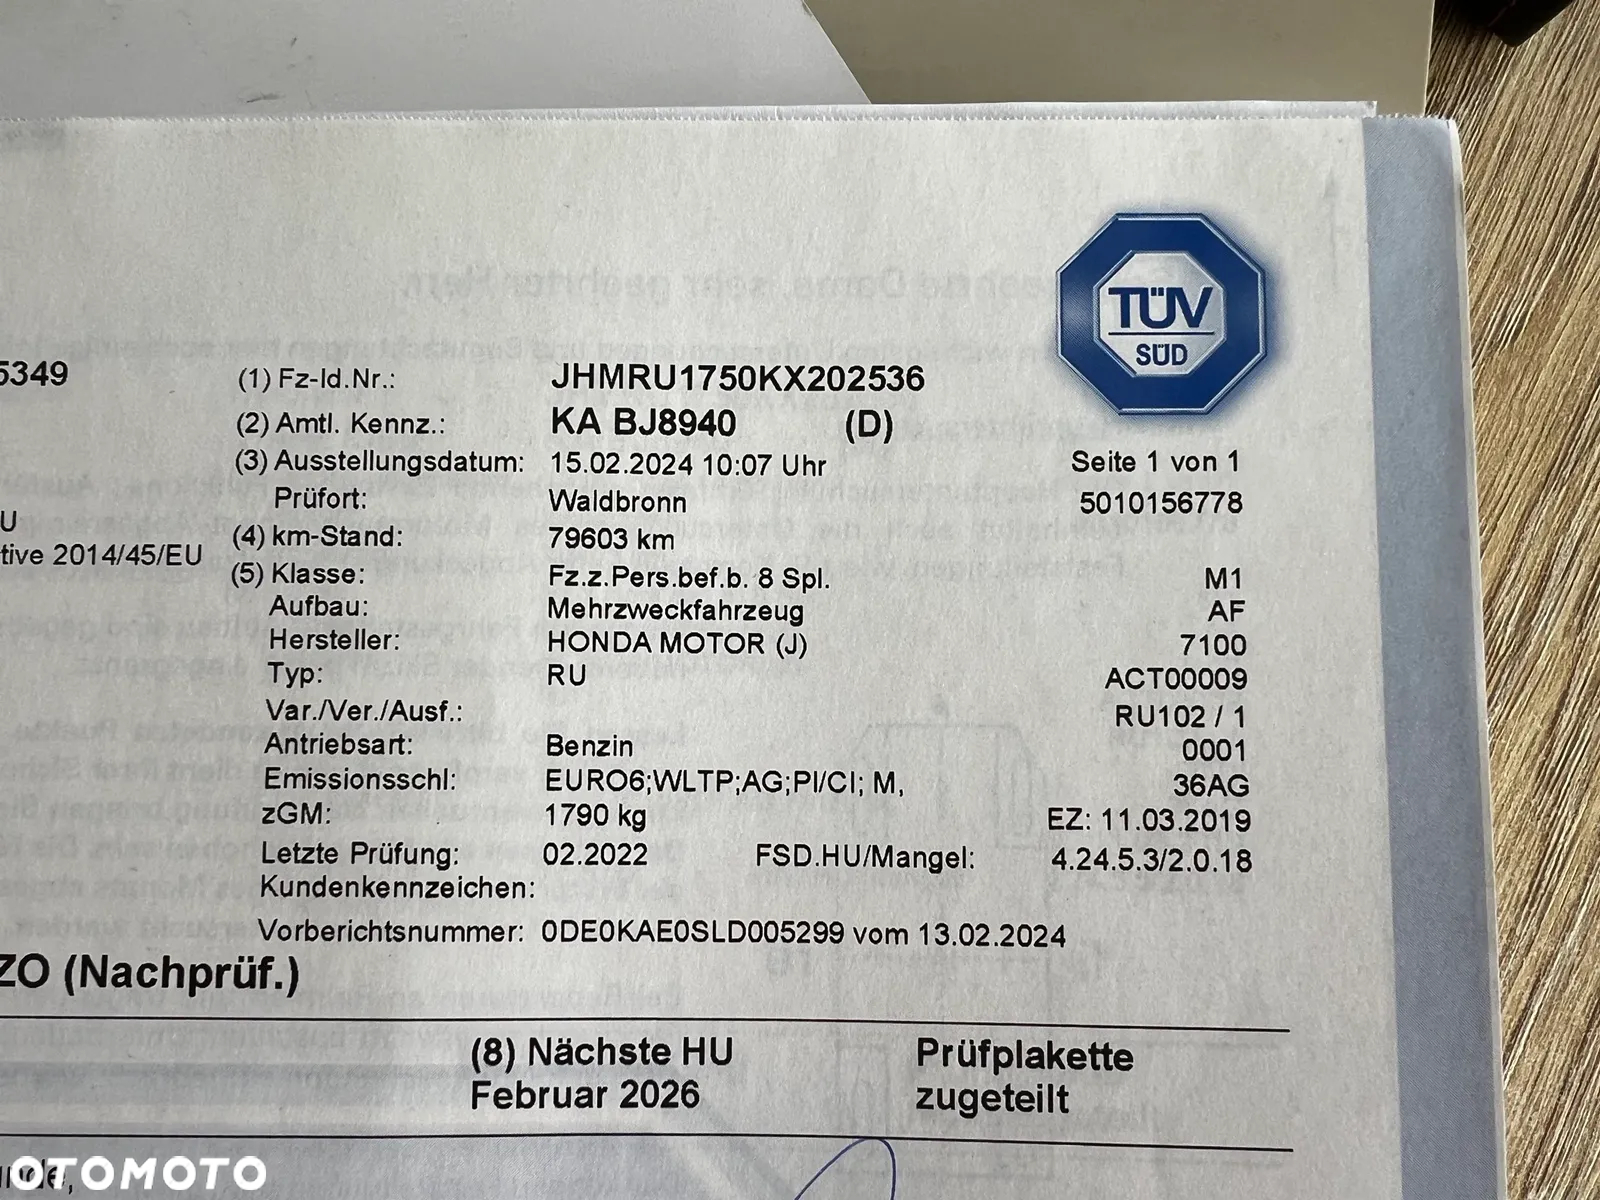 TÜV
SÜD
5349 (1) Fz-Id.Nr.: JHMRU1750KX202536
(2) Amtl. Kennz.: KA BJ8940 (D)
(3) Ausstellungsdatum: 15.02.2024 10:07 Uhr Seite 1 von 1
Prüfort: Waldbronn 5010156778
U (4) km-Stand: 79603 km
tive 2014/45/EU (5) Klasse: Fz.z.Pers.bef.b. 8 Spl. M1
Aufbau: Mehrzweckfahrzeug AF
Hersteller: HONDA MOTOR (J) 7100
Typ: RU ACT00009
Var./Ver./Ausf.: RU102 / 1
Antriebsart: Benzin 0001
Emissionsschl: EURO6;WLTP;AG;PI/CI; M, 36AG
zGM: 1790 kg EZ: 11.03.2019
Letzte Prüfung: 02.2022 FSD.HU/Mangel: 4.24.5.3/2.0.18
Kundenkennzeichen:
Vorberichtsnummer: 0DE0KAE0SLD005299 vom 13.02.2024
ZO (Nachprüf.)
(8) Nächste HU Prüfplakette
Februar 2026 zugeteilt
OTOMOTO